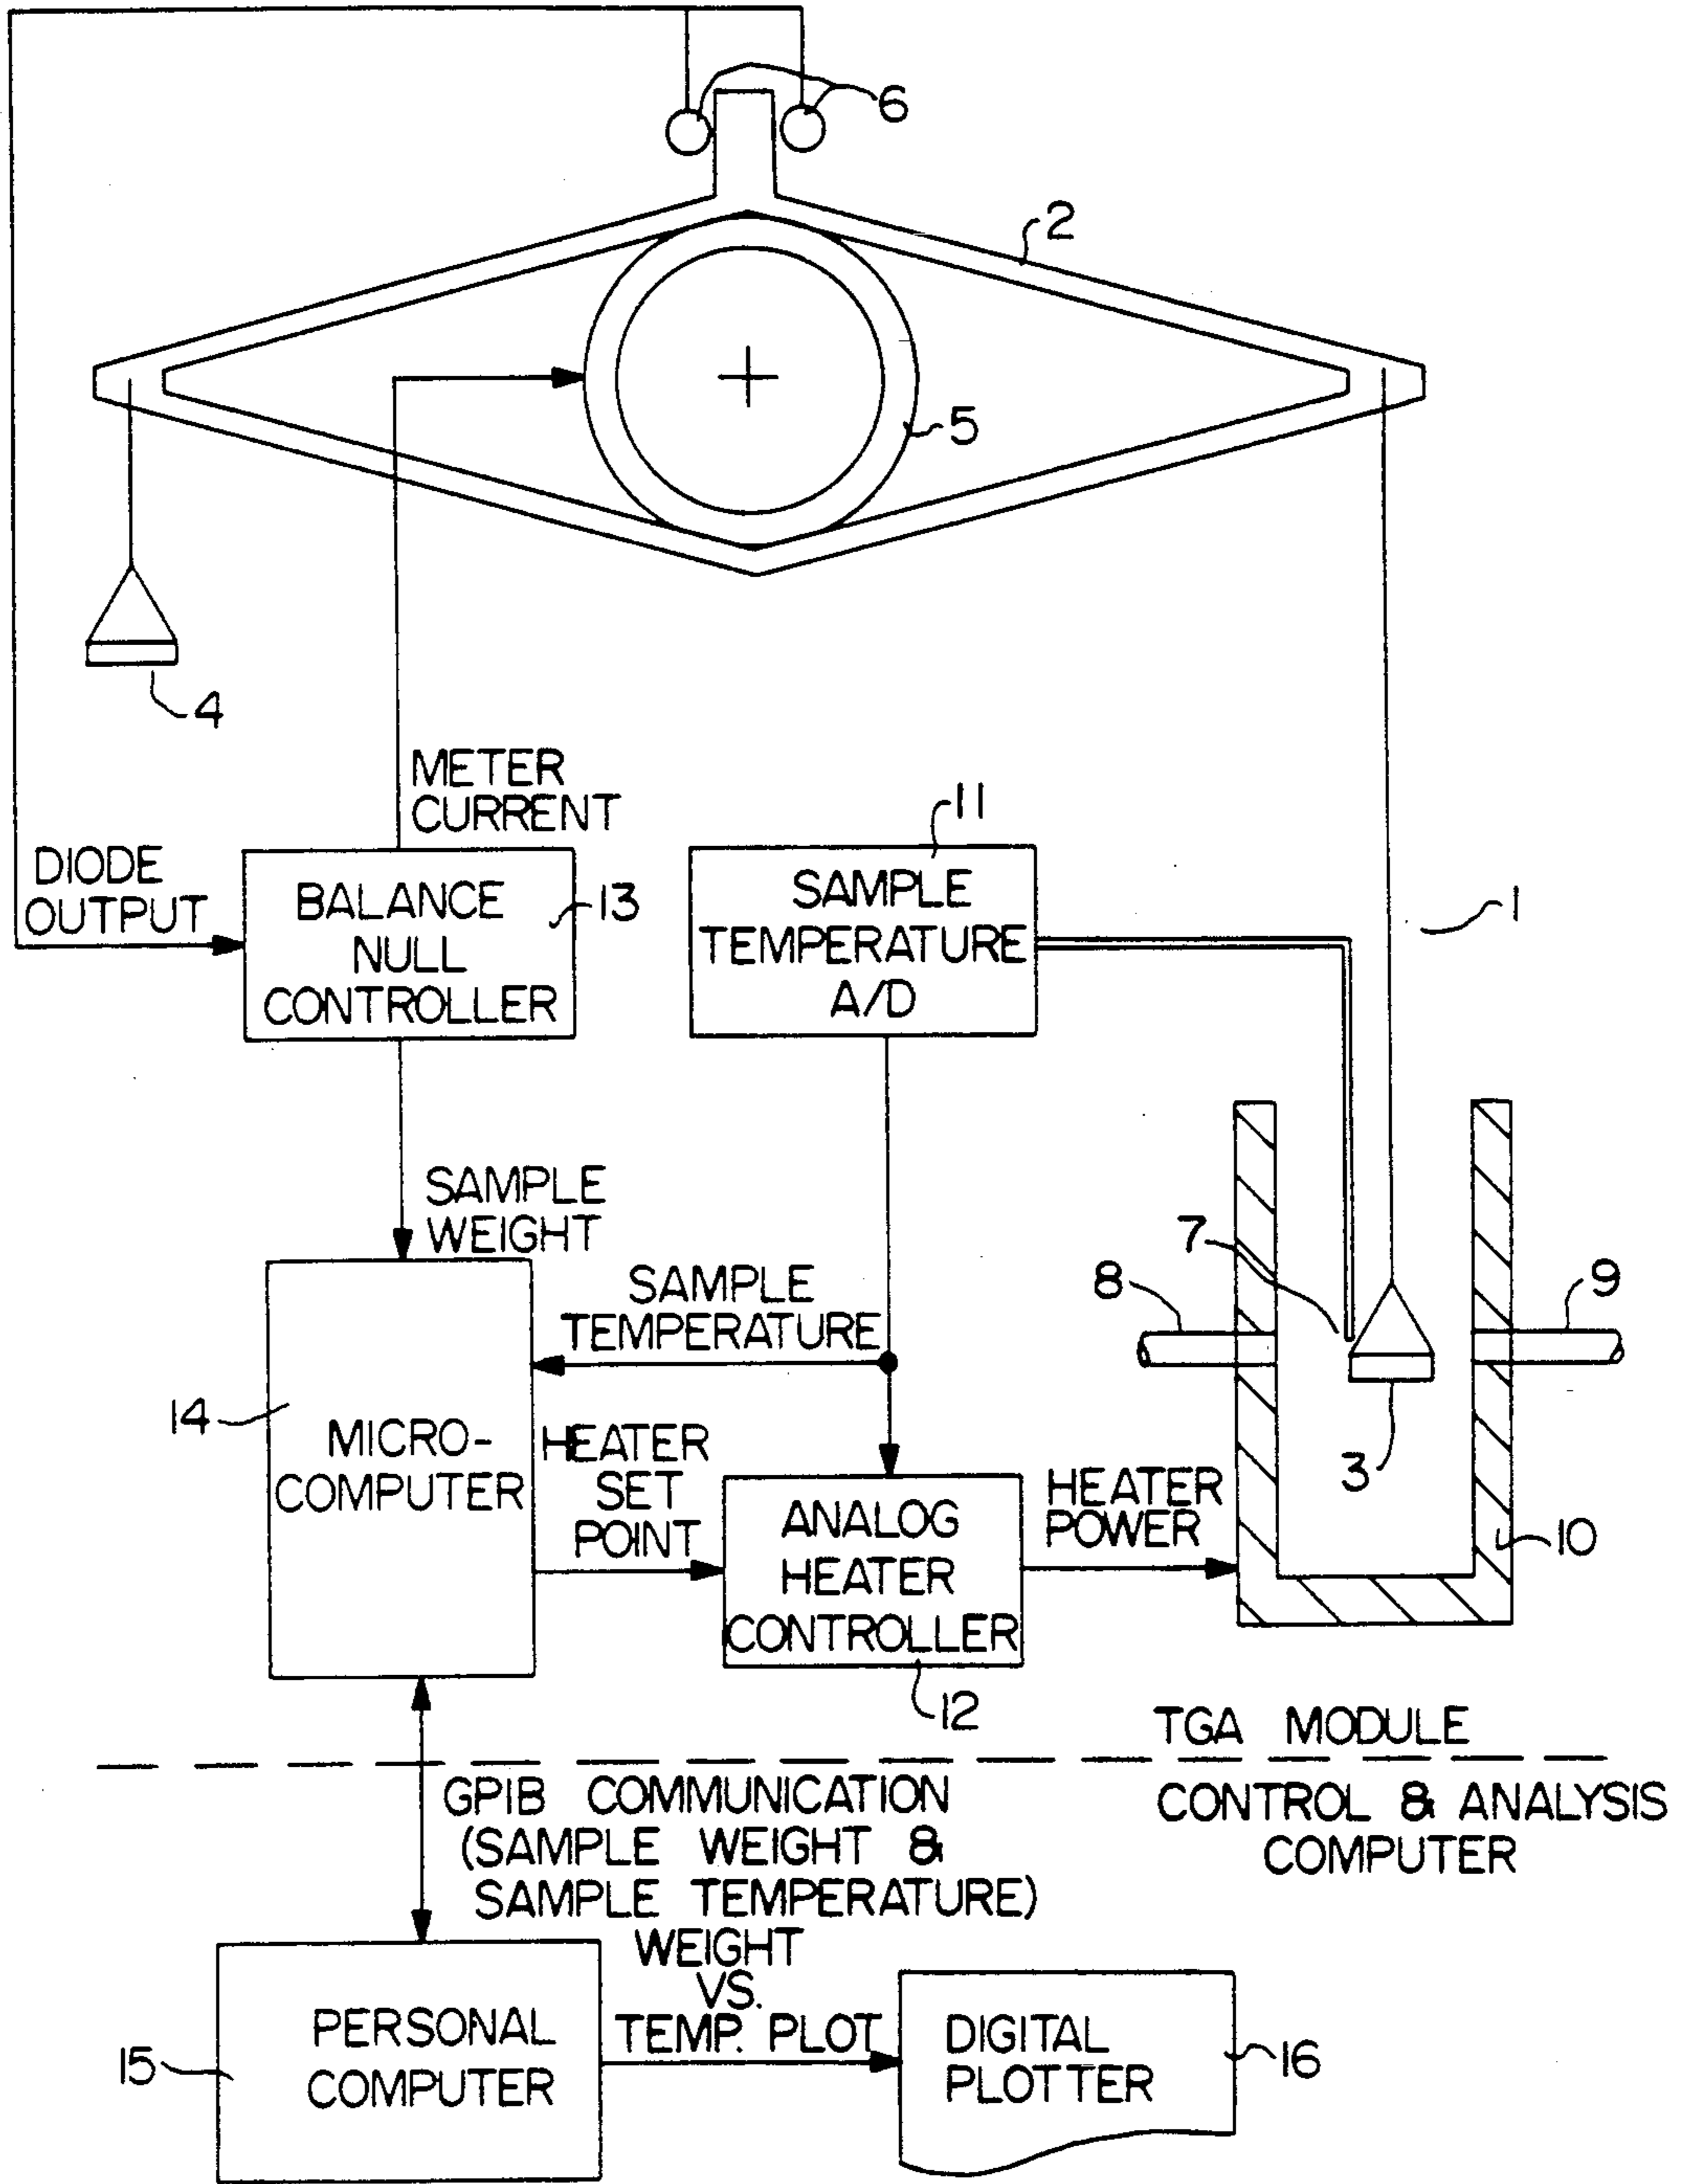 6
2
5
4
METER
CURRENT
11
DIODE
OUTPUT
BALANCE
NULL
CONTROLLER
13
SAMPLE
TEMPERATURE
A/D
1
SAMPLE
WEIGHT
7
8
9
SAMPLE
TEMPERATURE
3
14
MICRO-
COMPUTER
HEATER
SET
POINT
ANALOG
HEATER
CONTROLLER
HEATER
POWER
10
12
TGA MODULE
GPIB COMMUNICATION
(SAMPLE WEIGHT &
SAMPLE TEMPERATURE)
CONTROL & ANALYSIS
COMPUTER
WEIGHT
VS.
TEMP. PLOT
PERSONAL
COMPUTER
15
DIGITAL
PLOTTER
16